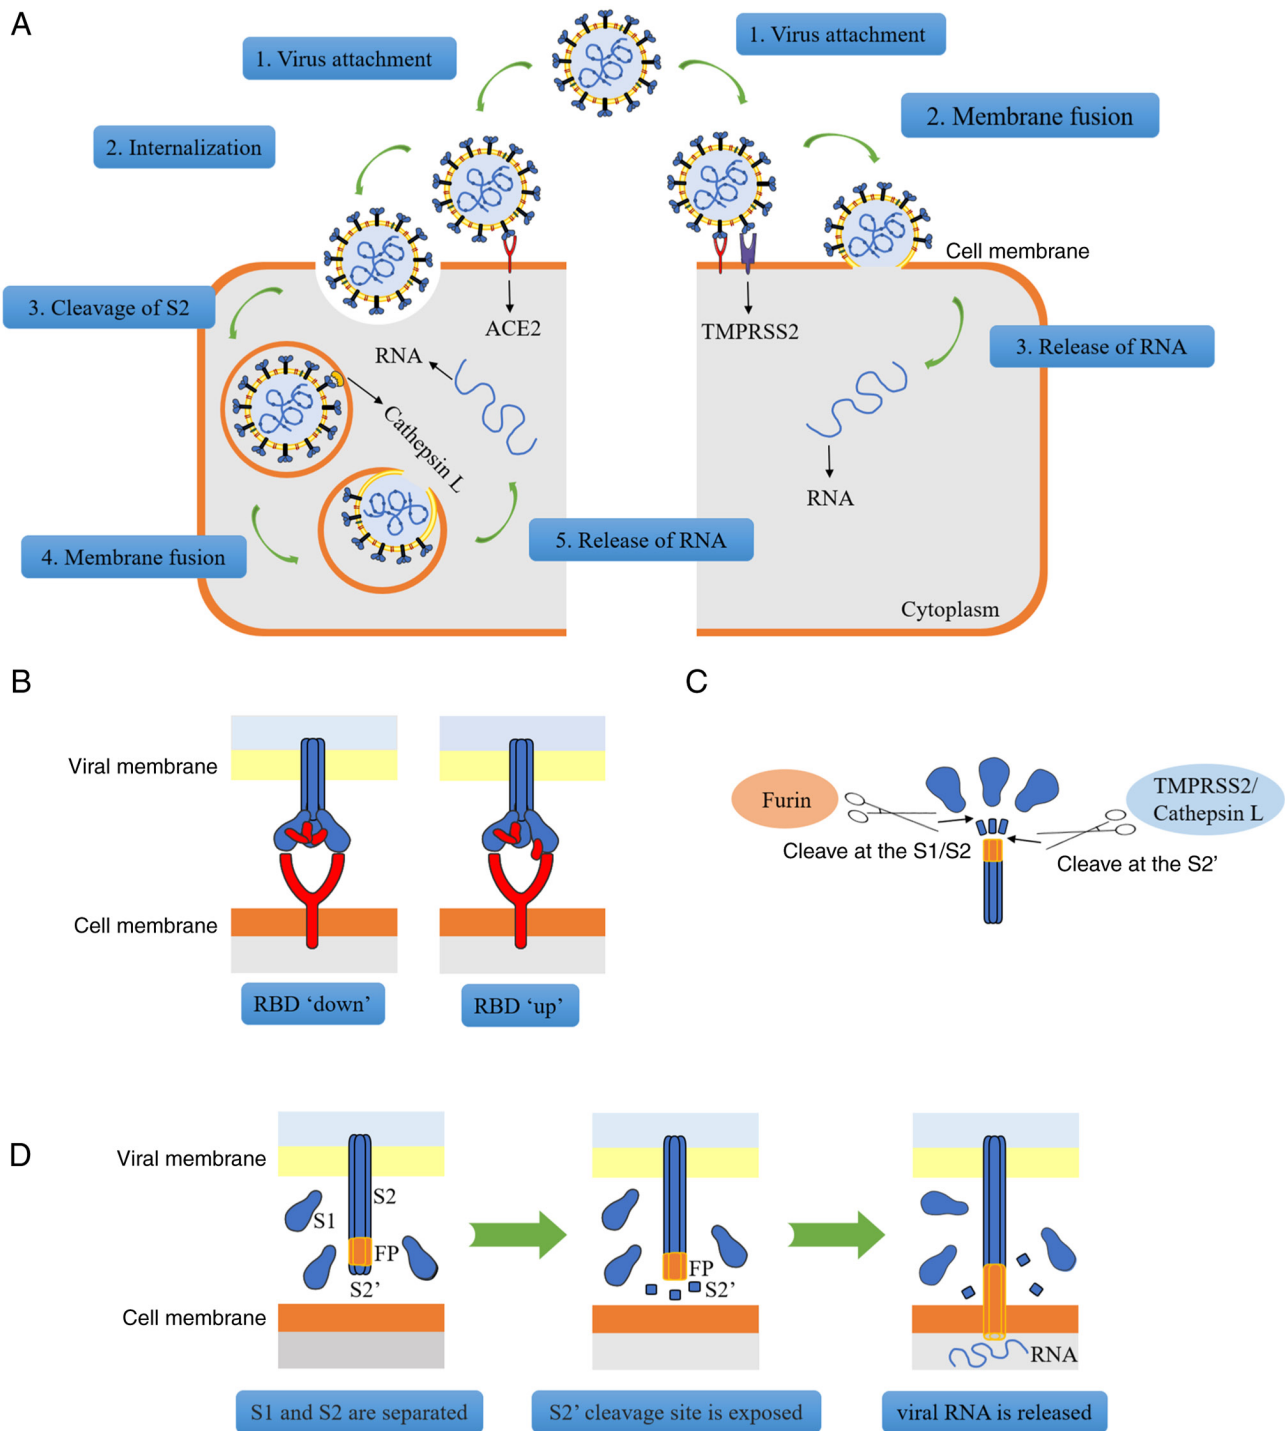 A
1. Virus attachment
1. Virus attachment
2. Internalization
2. Membrane fusion
Cell membrane
3. Cleavage of S2
ACE2
TMPRSS2
RNA
3. Release of RNA
Cathepsin L
RNA
4. Membrane fusion
5. Release of RNA
Cytoplasm
B
Viral membrane
Cell membrane
RBD ‘down’
RBD ‘up’
C
Furin
TMPRSS2/
Cathepsin L
Cleave at the S1/S2
Cleave at the S2’
D
Viral membrane
S2
S1
FP
S2’
Cell membrane
FP
S2’
RNA
S1 and S2 are separated
S2’ cleavage site is exposed
viral RNA is released